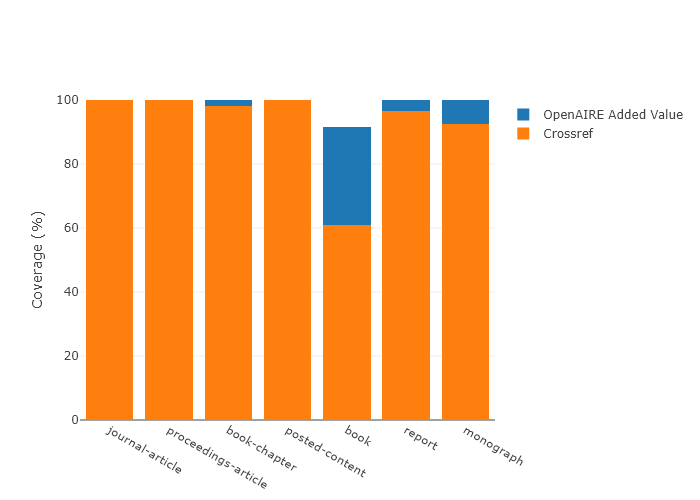 100
80
60
40
20
0
Coverage (%)
journal-article
proceedings-article
book-chapter
posted-content
book
report
monograph
OpenAIRE Added Value
Crossref